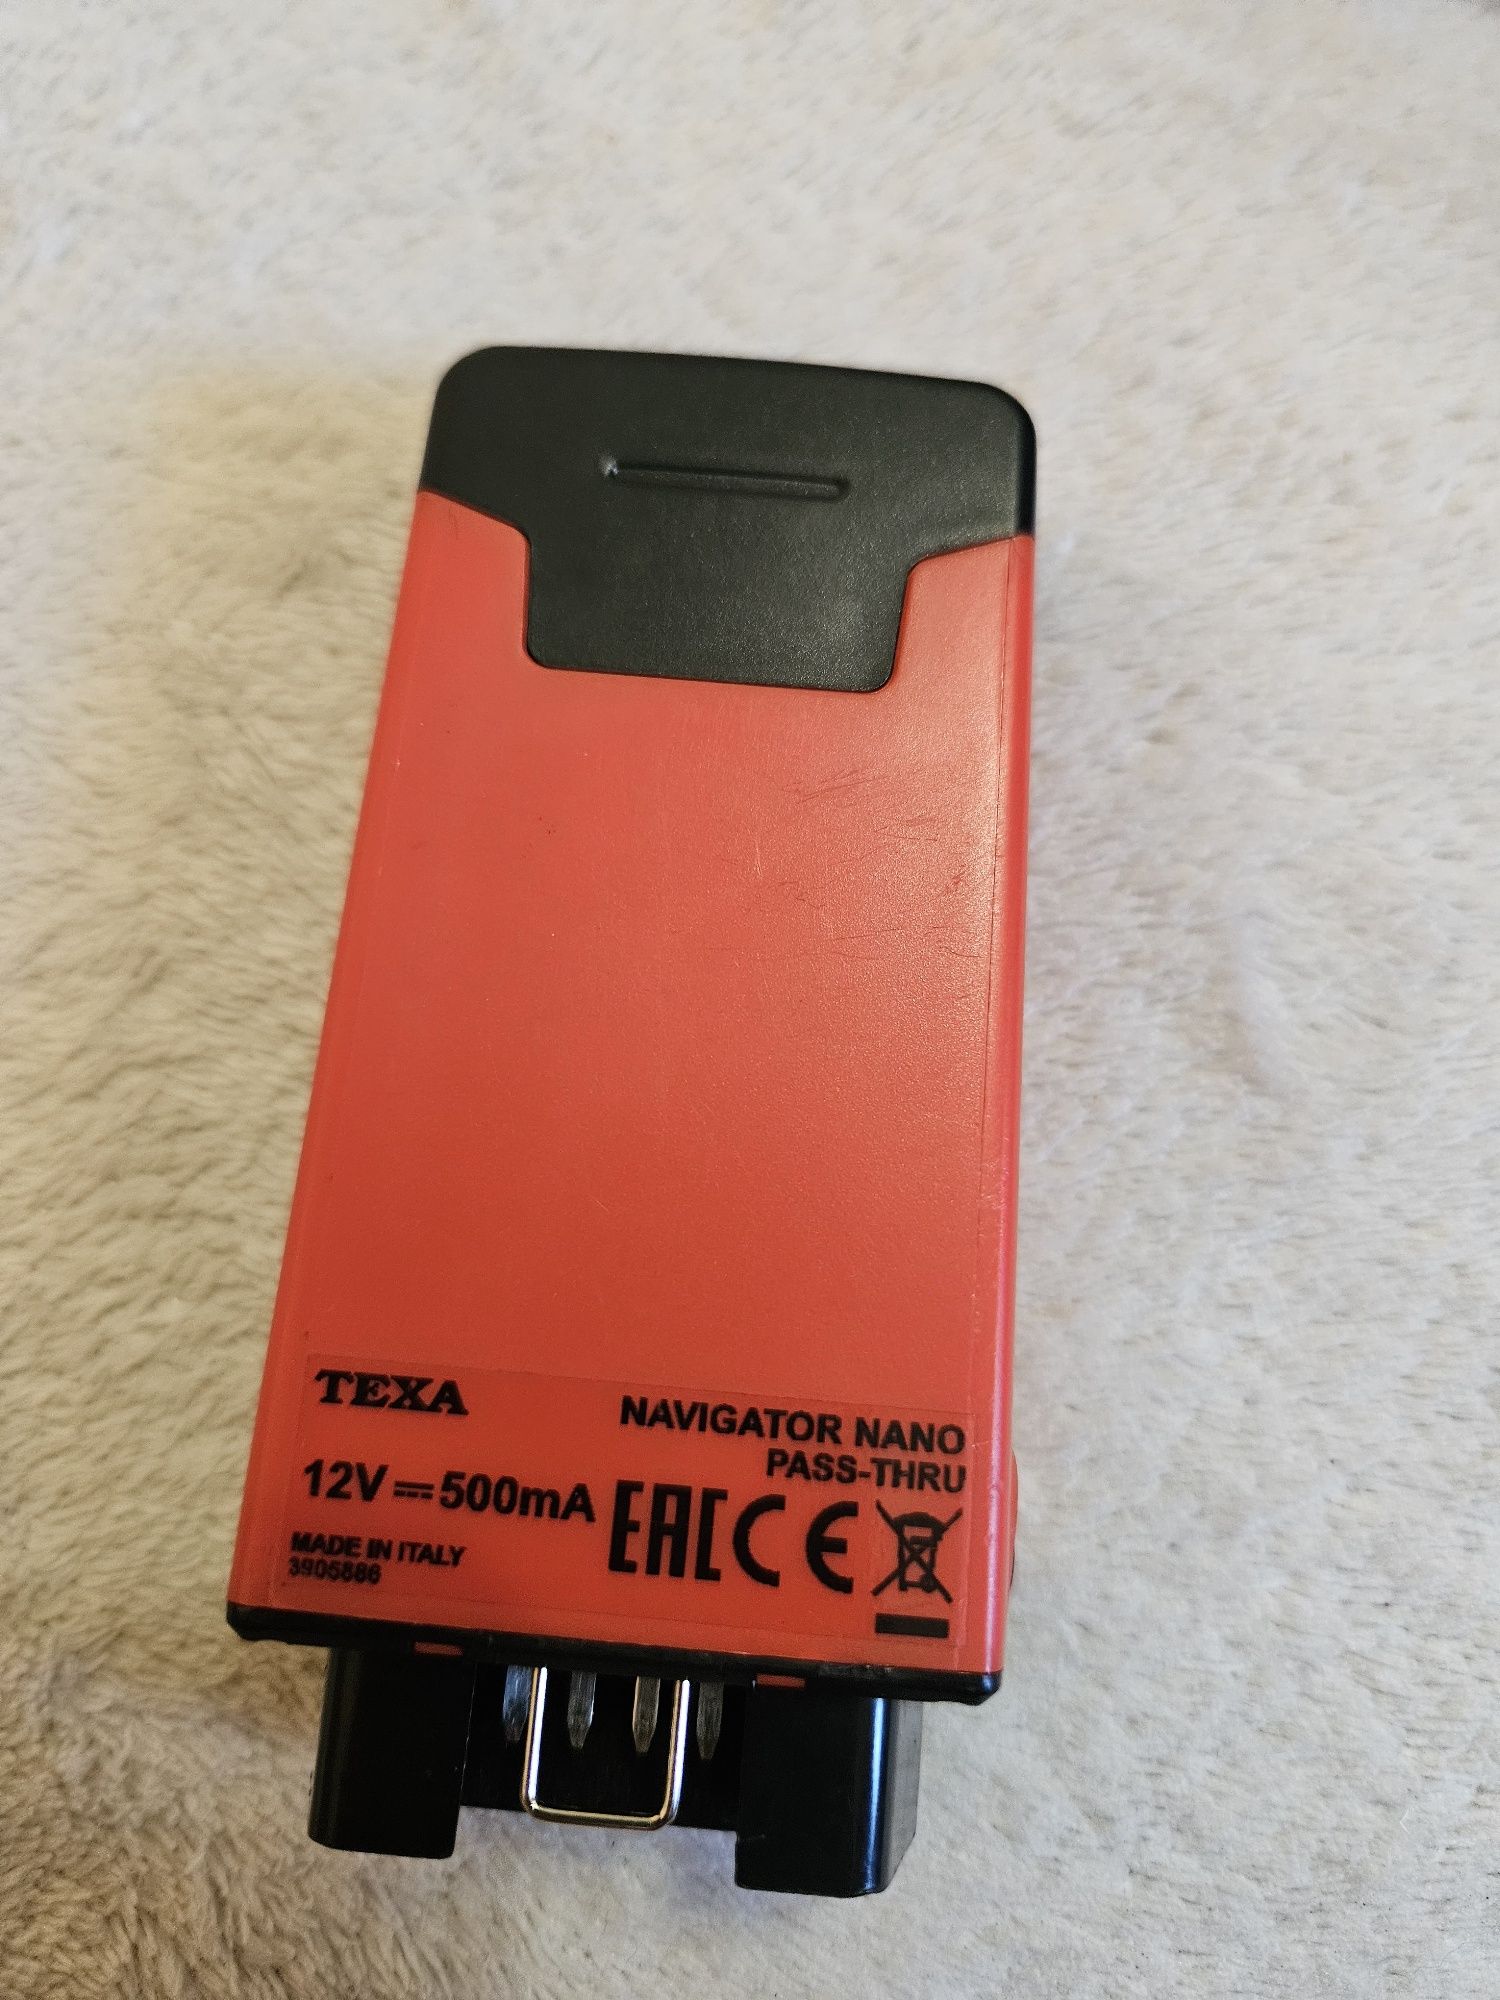 TEXA
NAVIGATOR NANO
PASS-THRU
12V⎓500mA
EAC CE
MADE IN ITALY
3905886